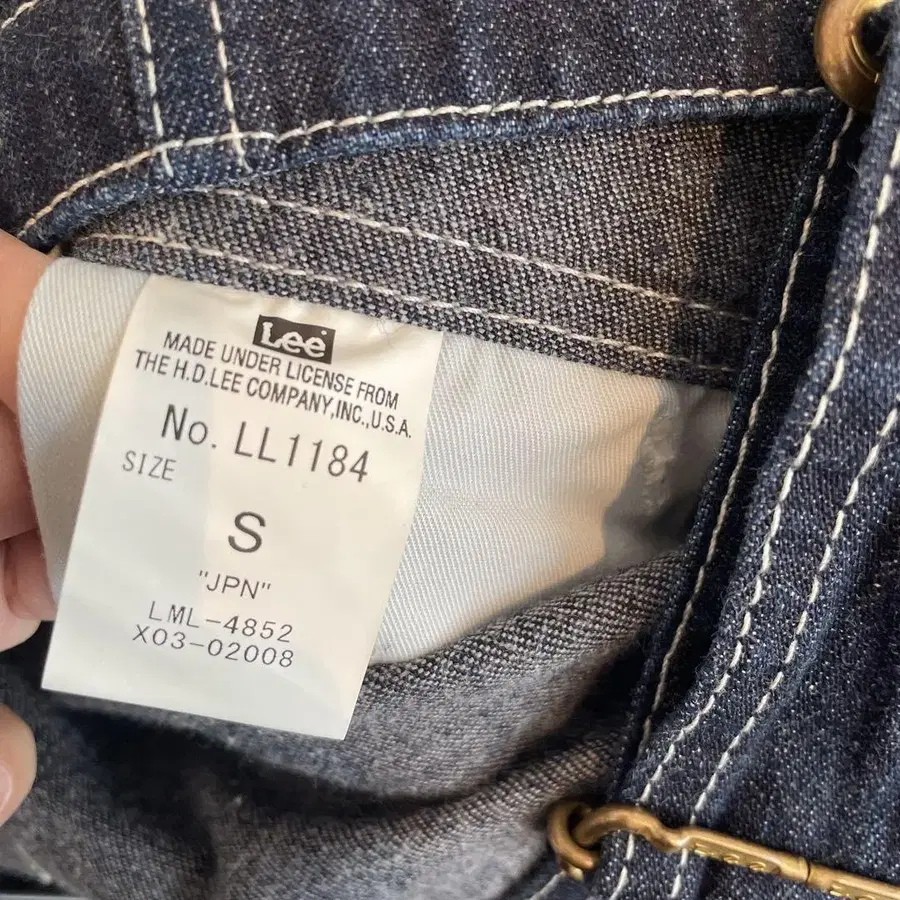 Lee
MADE UNDER LICENSE FROM
THE H.D.LEE COMPANY,INC.,U.S.A.
No. LL1184
SIZE
S
"JPN"
LML-4852
X03-02008